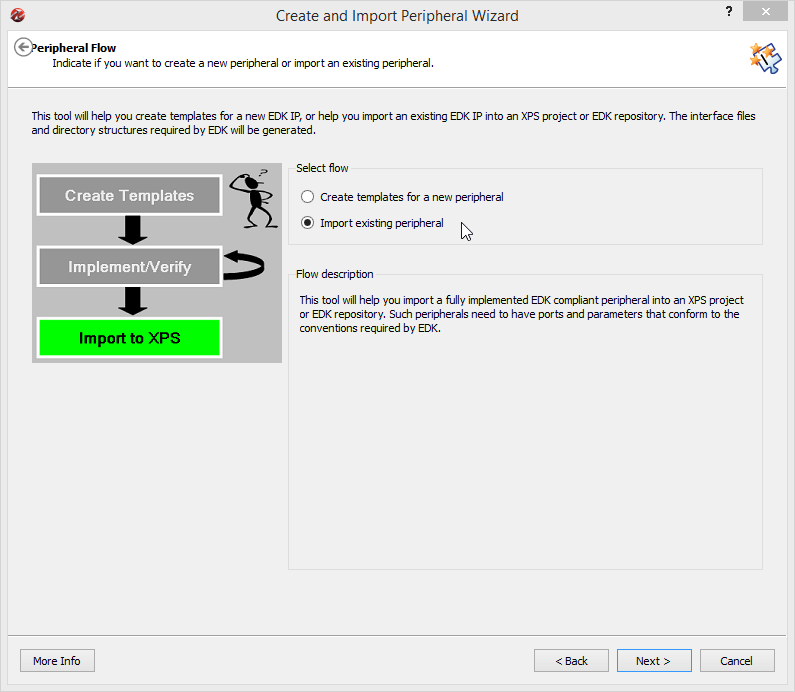 Create and Import Peripheral Wizard
?
Peripheral Flow
Indicate if you want to create a new peripheral or import an existing peripheral.
This tool will help you create templates for a new EDK IP, or help you import an existing EDK IP into an XPS project or EDK repository. The interface files
and directory structures required by EDK will be generated.
Create Templates
?
Implement/Verify
Import to XPS
Select flow
Create templates for a new peripheral
Import existing peripheral
Flow description
This tool will help you import a fully implemented EDK compliant peripheral into an XPS project
or EDK repository. Such peripherals need to have ports and parameters that conform to the
conventions required by EDK.
More Info
< Back
Next >
Cancel